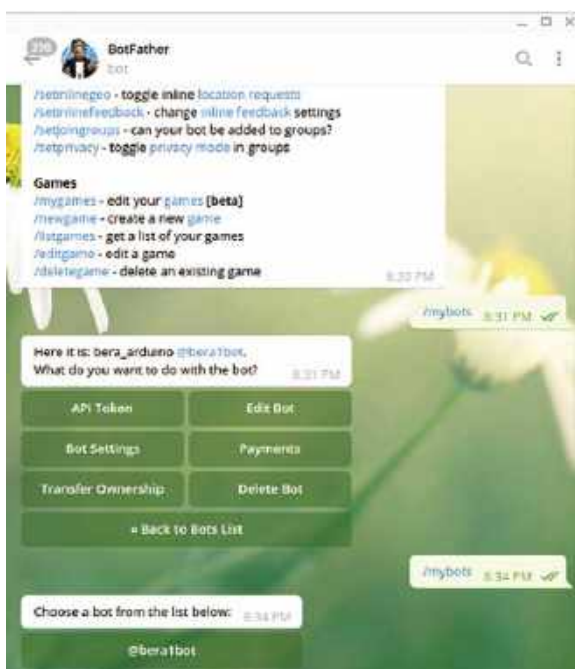 210
BotFather
bot
/setinlinegeo - toggle inline location requests
/setinlinefeedback - change inline feedback settings
/setjoingroups - can your bot be added to groups?
/setprivacy - toggle privacy mode in groups
Games
/mygames - edit your games [beta]
/newgame - create a new game
/listgames - get a list of your games
/editgame - edit a game
/deletegame - delete an existing game
/mybots 8:31 PM
Here it is: bera_arduino @bera1bot.
What do you want to do with the bot? 8:31 PM
API Token Edit Bot
Bot Settings Payments
Transfer Ownership Delete Bot
« Back to Bots List
/mybots 8:34 PM
Choose a bot from the list below: 8:34 PM
@bera1bot